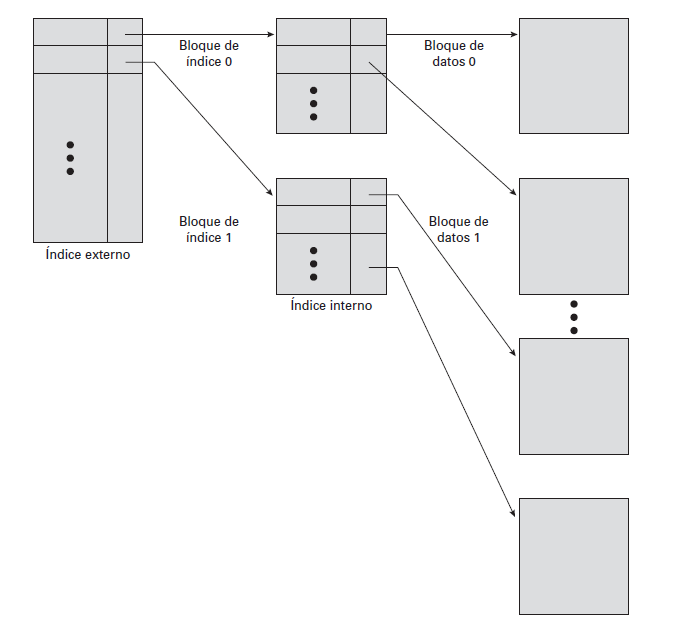 Bloque de
índice 0
Bloque de
datos 0
Bloque de
índice 1
Bloque de
datos 1
Índice externo
Índice interno